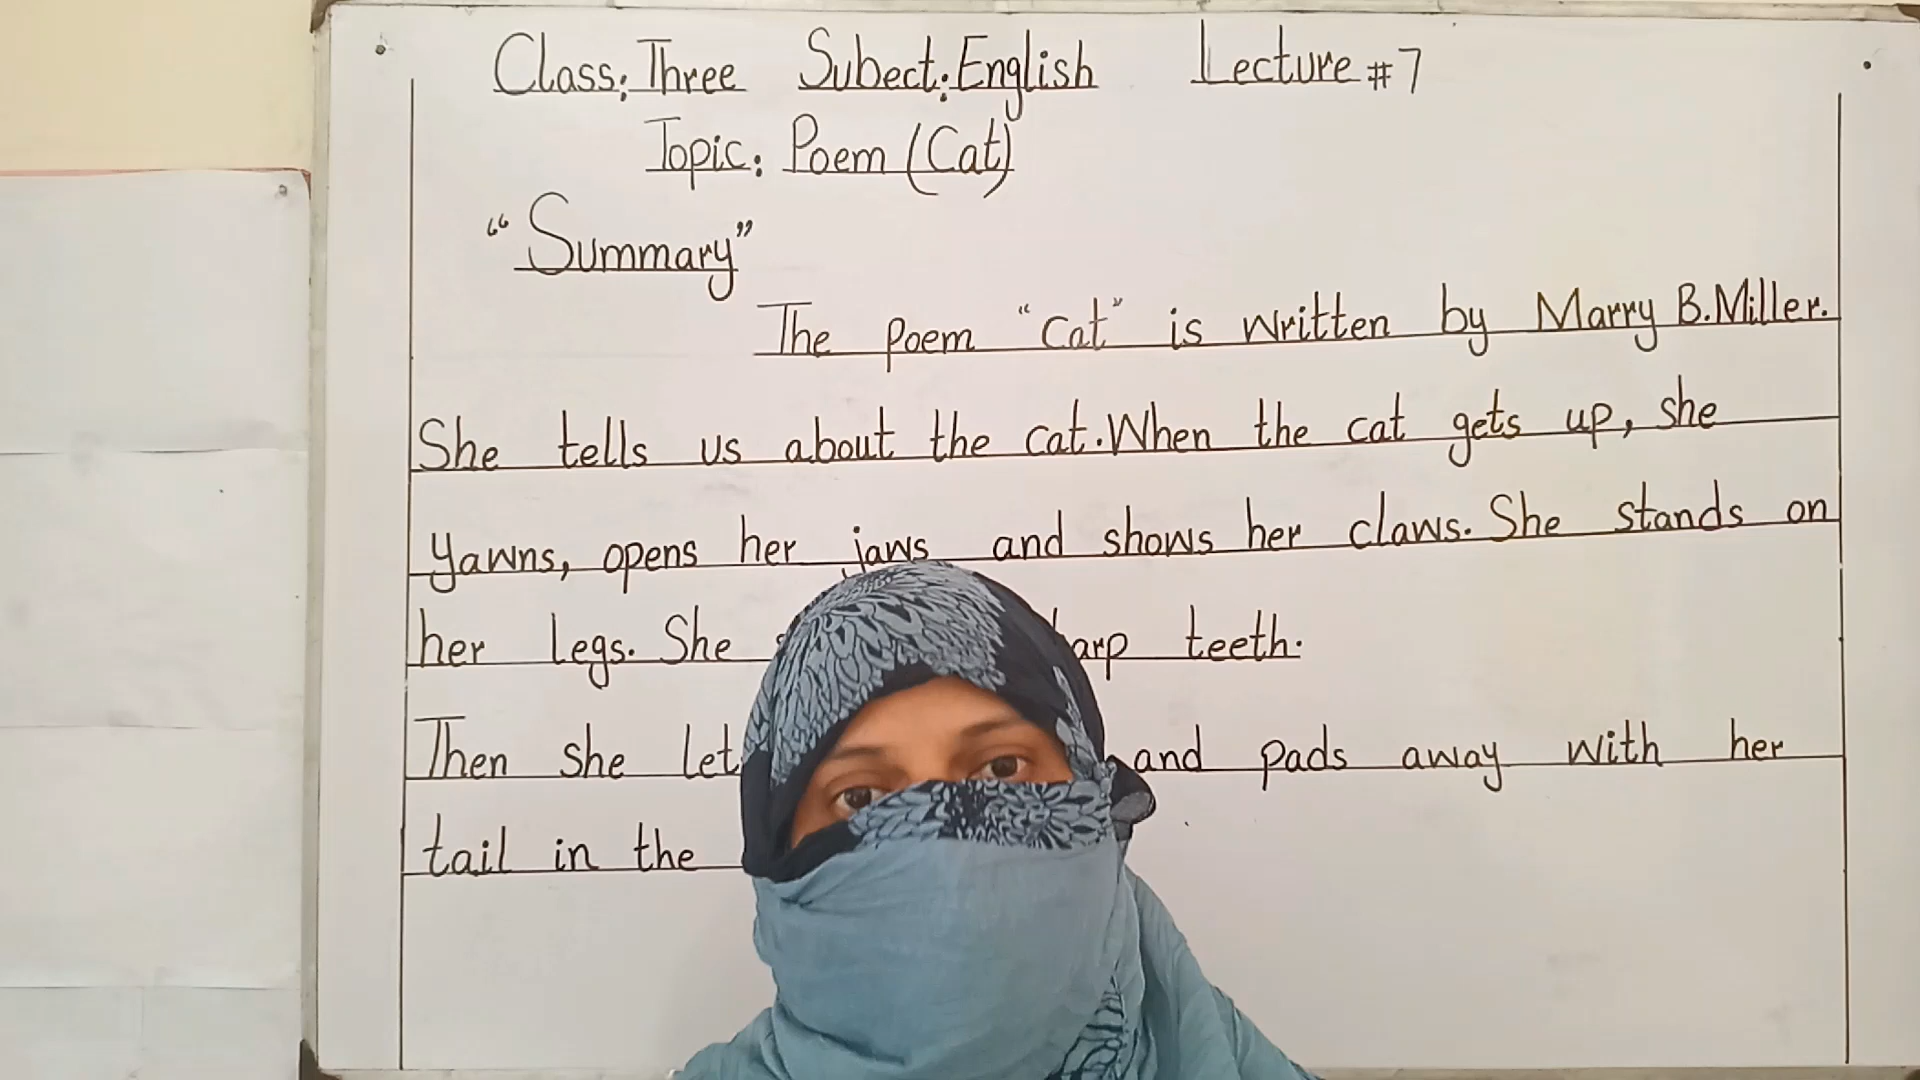 Class: Three Subect: English Lecture # 7
Topic: Poem (Cat)
“Summary”
The poem “Cat” is written by Marry B. Miller.
She tells us about the cat. When the cat gets up, she
yawns, opens her jaws and shows her claws. She stands on
her legs. She teeth.
Then she and pads away with her
tail in the